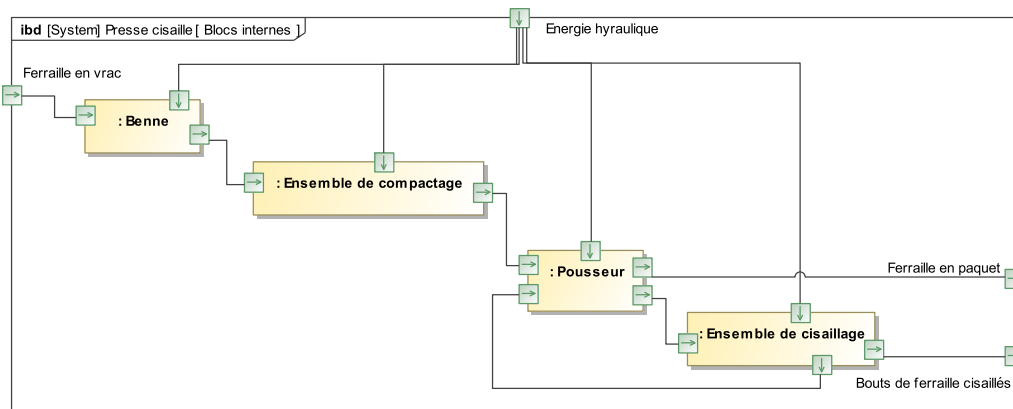 ibd [System] Presse cisaille [ Blocs internes ]
Energie hyraulique
Ferraille en vrac
: Benne
: Ensemble de compactage
: Pousseur
Ferraille en paquet
: Ensemble de cisaillage
Bouts de ferraille cisaillés